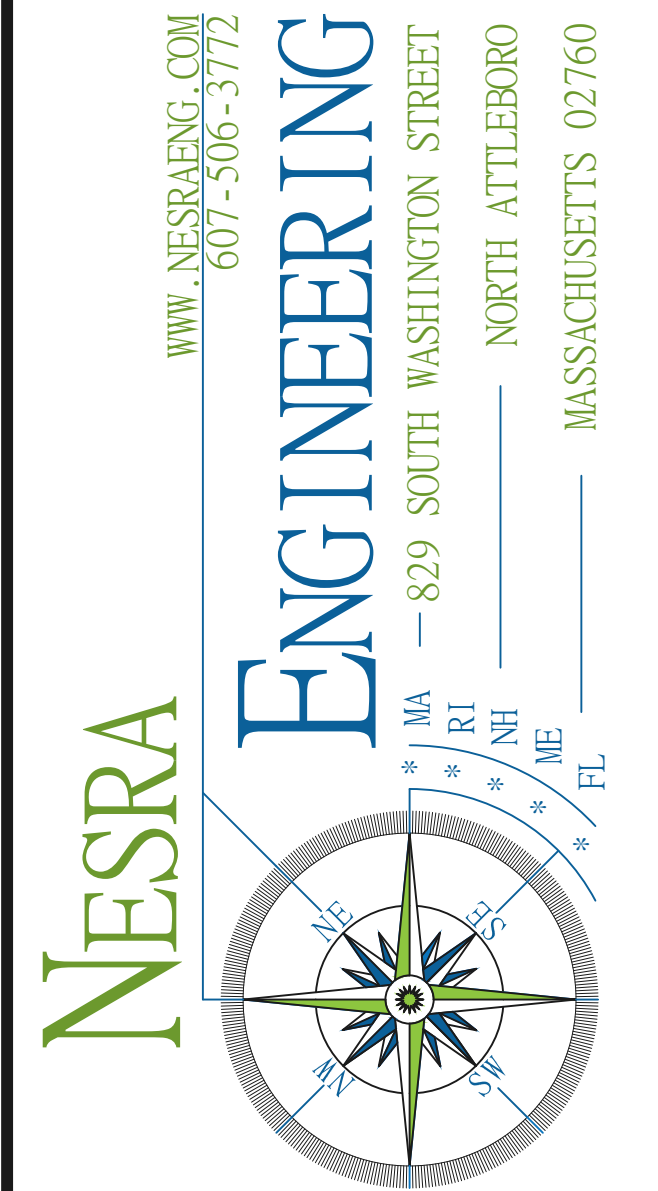 NESRA
WWW.NESRAENG.COM
607-506-3772
ENGINEERING
829 SOUTH WASHINGTON STREET
NORTH ATTLEBORO
MASSACHUSETTS 02760
* MA
* RI
* NH
* ME
* FL
NE
SE
NW
SW